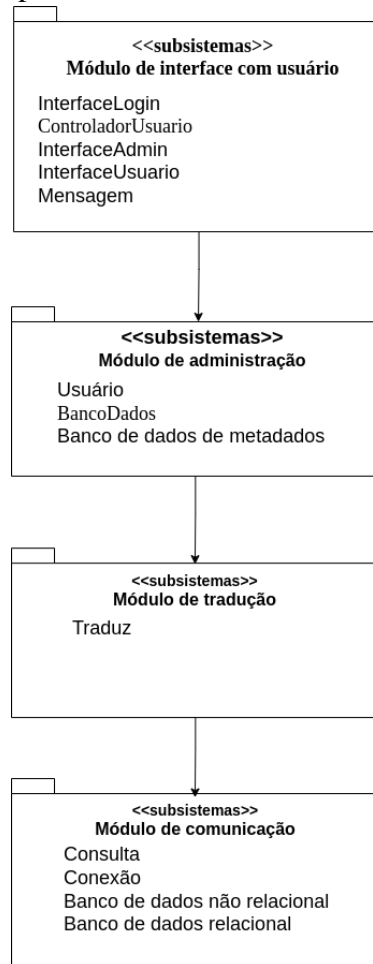 <<subsistemas>>
Módulo de interface com usuário
InterfaceLogin
ControladorUsuario
InterfaceAdmin
InterfaceUsuario
Mensagem
<<subsistemas>>
Módulo de administração
Usuário
BancoDados
Banco de dados de metadados
<<subsistemas>>
Módulo de tradução
Traduz
<<subsistemas>>
Módulo de comunicação
Consulta
Conexão
Banco de dados não relacional
Banco de dados relacional